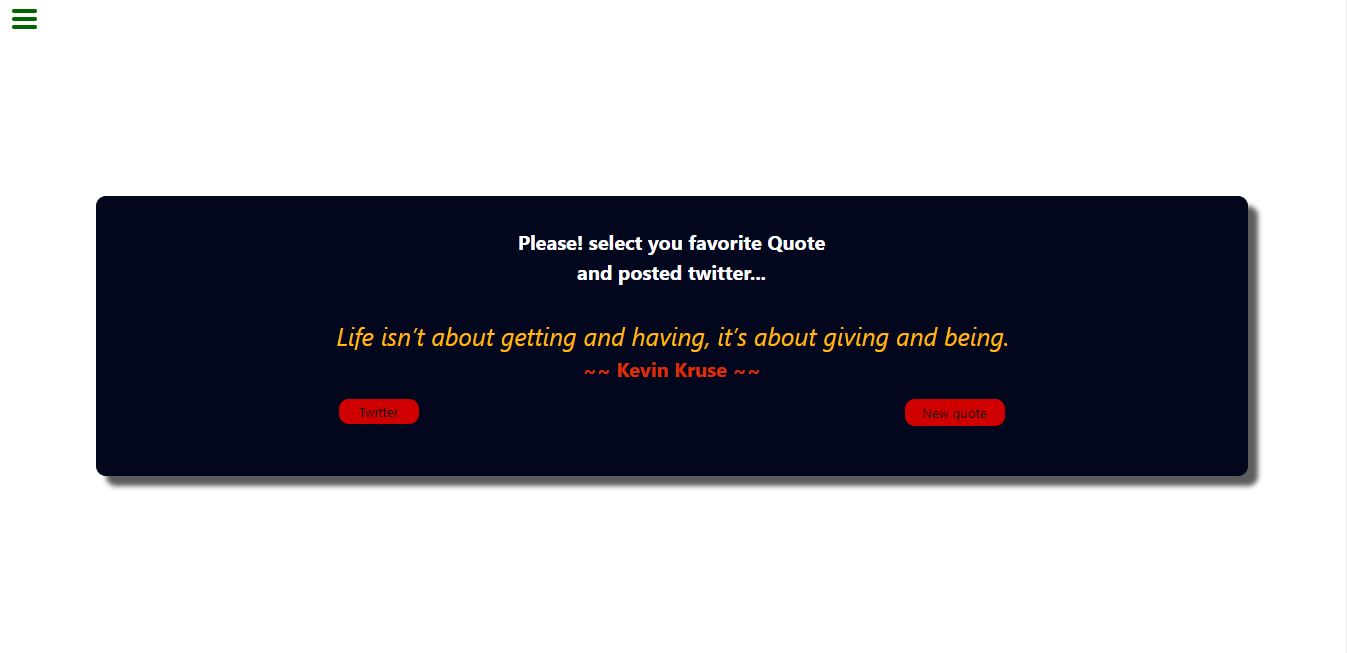 Please! select you favorite Quote
and posted twitter...
Life isn’t about getting and having, it’s about giving and being.
~~ Kevin Kruse ~~
Twitter
New quote